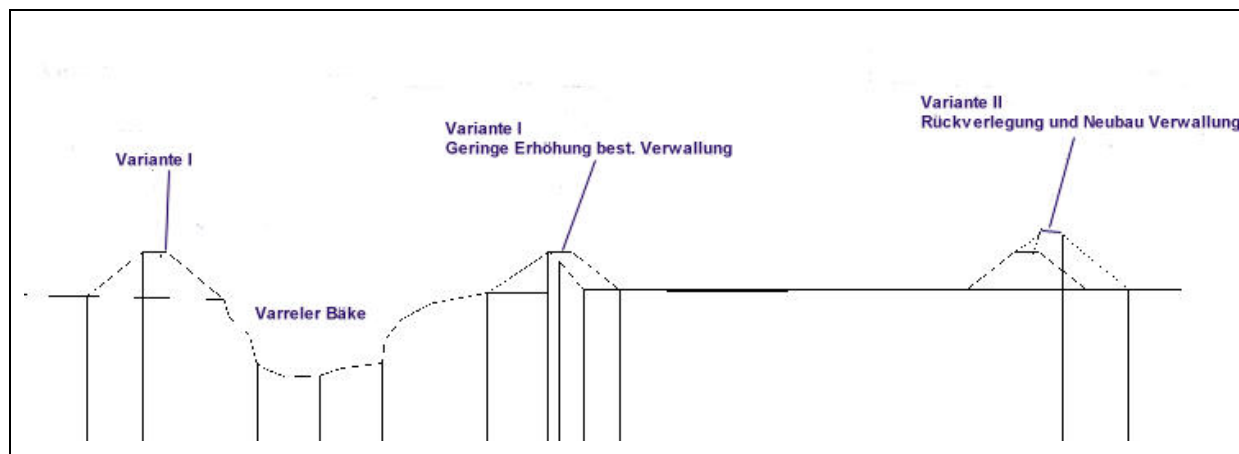 Variante I
Varreler Bäke
Variante I
Geringe Erhöhung best. Verwallung
Variante II
Rückverlegung und Neubau Verwallung